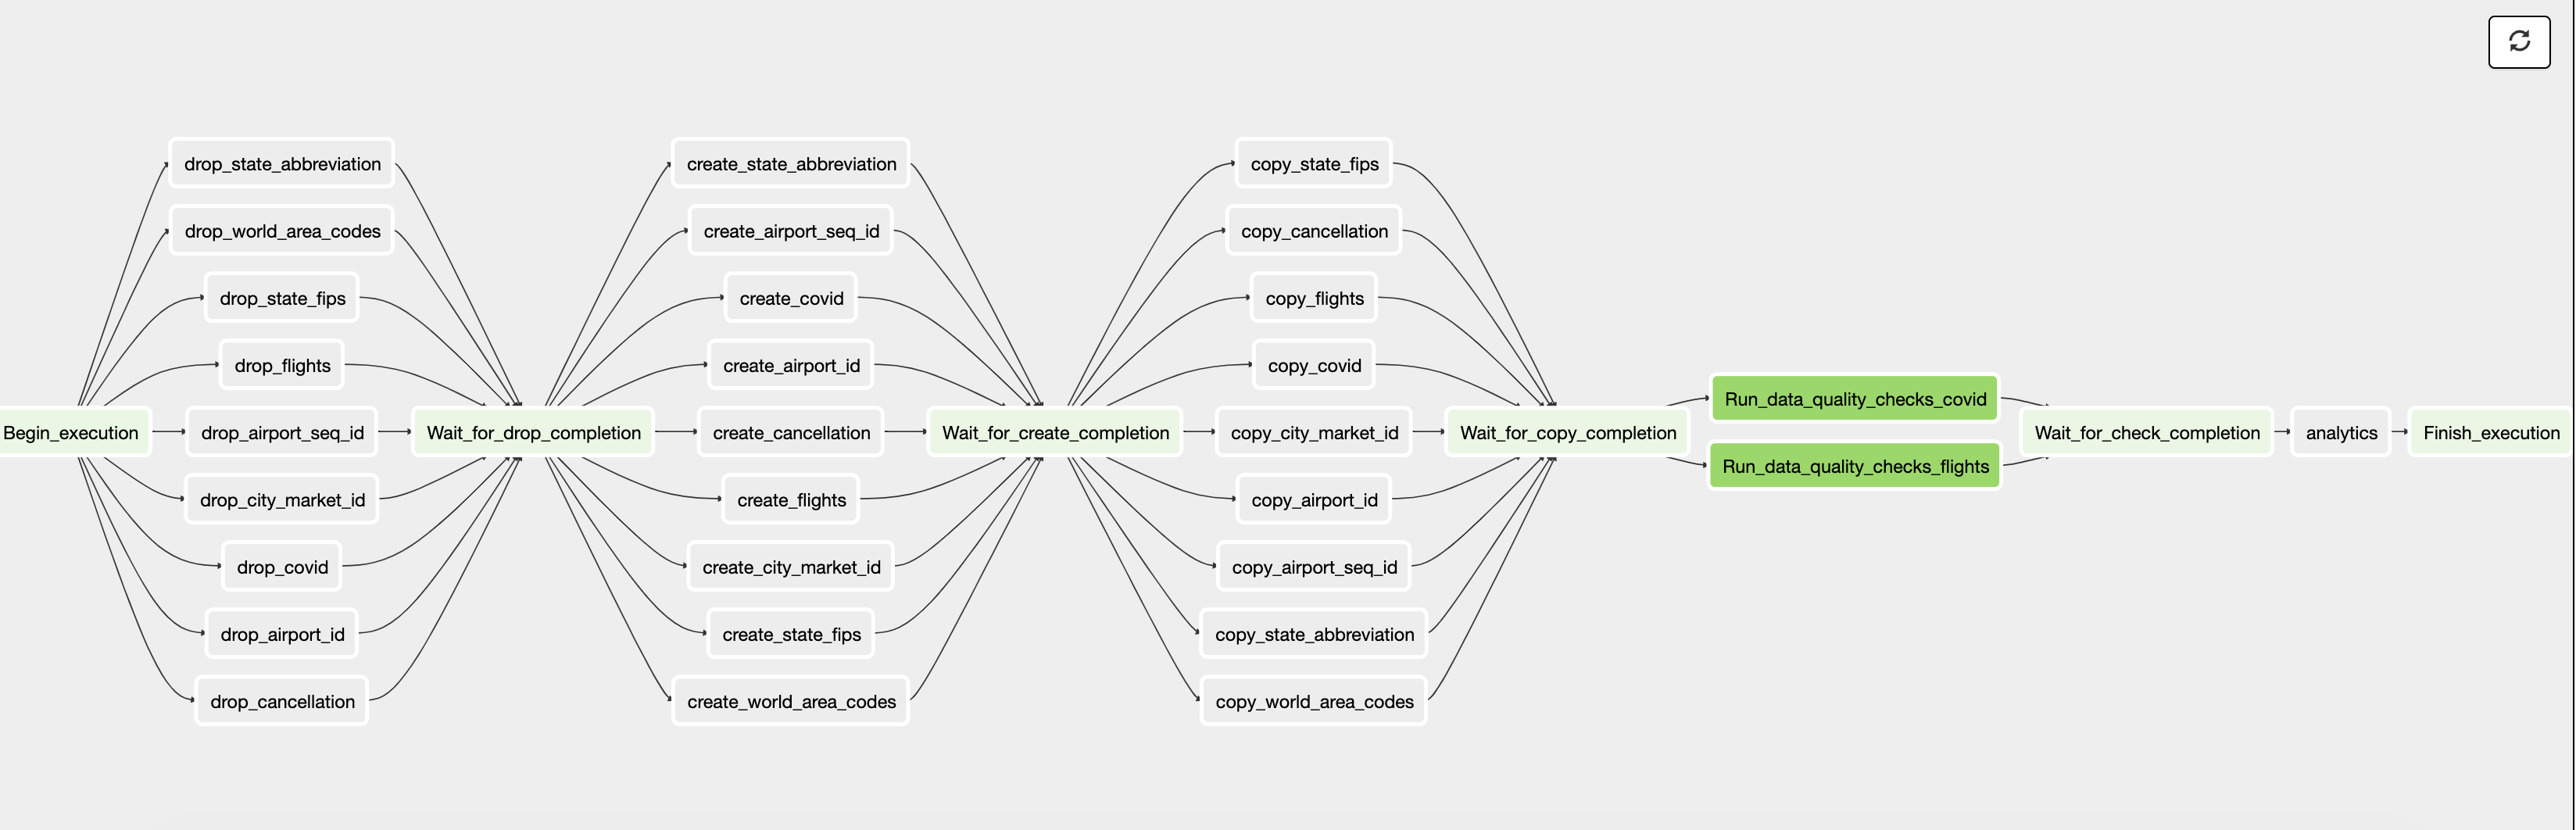 Begin_execution
drop_state_abbreviation
drop_world_area_codes
drop_state_fips
drop_flights
drop_airport_seq_id
drop_city_market_id
drop_covid
drop_airport_id
drop_cancellation
Wait_for_drop_completion
create_state_abbreviation
create_airport_seq_id
create_covid
create_airport_id
create_cancellation
create_flights
create_city_market_id
create_state_fips
create_world_area_codes
Wait_for_create_completion
copy_state_fips
copy_cancellation
copy_flights
copy_covid
copy_city_market_id
copy_airport_id
copy_airport_seq_id
copy_state_abbreviation
copy_world_area_codes
Wait_for_copy_completion
Run_data_quality_checks_covid
Run_data_quality_checks_flights
Wait_for_check_completion
analytics
Finish_execution